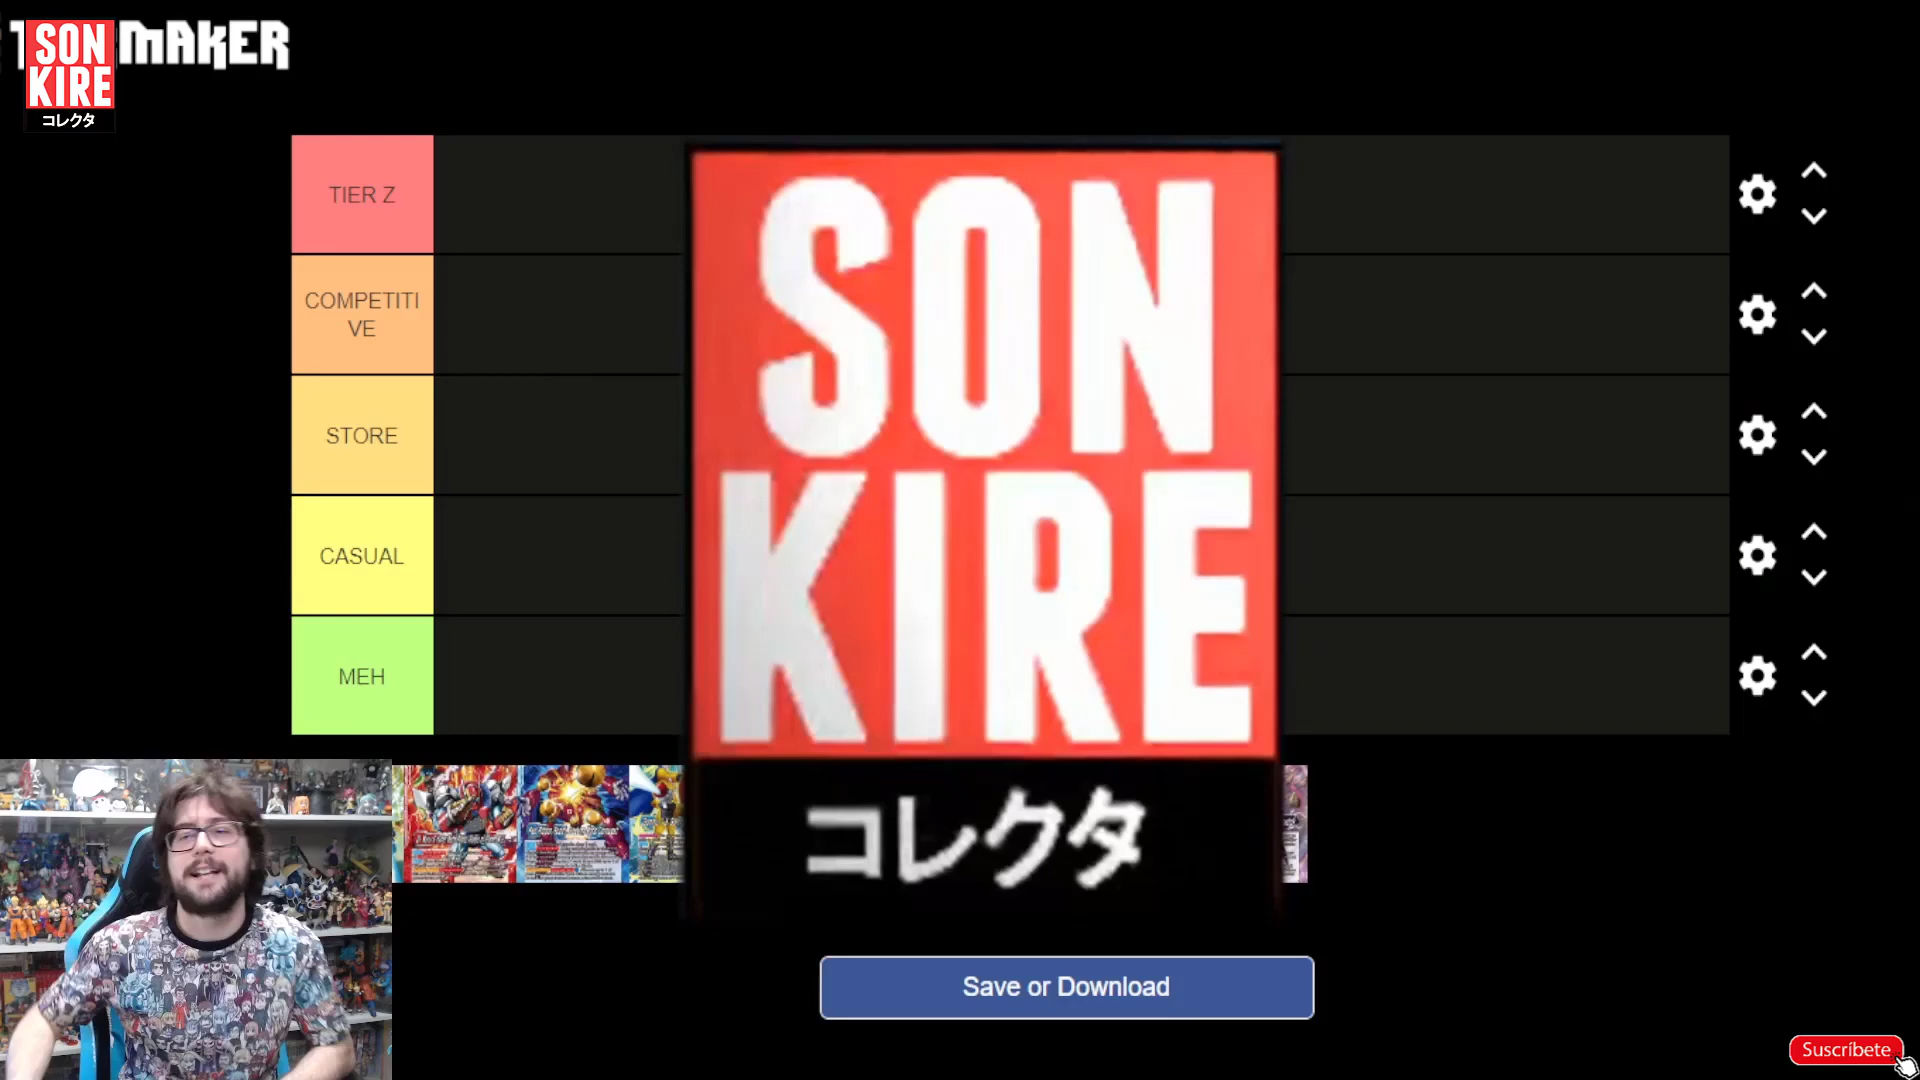 MAKER
SON
KIRE
コレクタ
TIER Z
COMPETITI
VE
STORE
CASUAL
MEH
SON
KIRE
コレクタ
Save or Download
Suscríbete